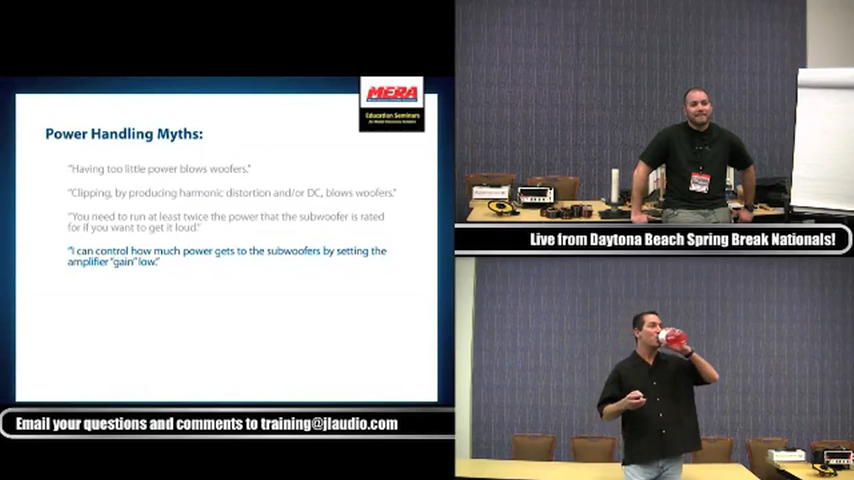 MERA
Education Seminars
Power Handling Myths:
"Having too little power blows woofers."
"Clipping, by producing harmonic distortion and/or DC, blows woofers."
"You need to run at least twice the power that the subwoofer is rated
for if you want to get it loud."
"I can control how much power gets to the subwoofers by setting the
amplifier "gain" low."
Live from Daytona Beach Spring Break Nationals!
Email your questions and comments to training@jlaudio.com